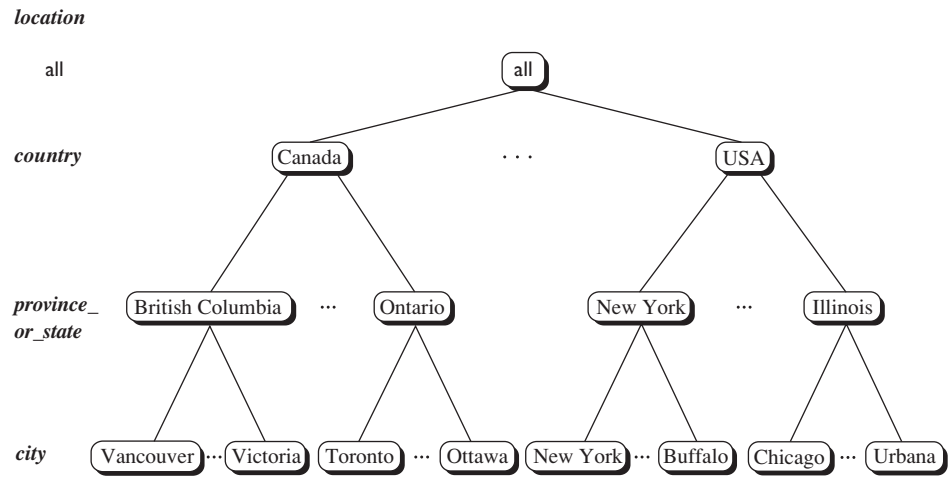 location
all all
country Canada ... USA
province_
or_state British Columbia ... Ontario New York ... Illinois
city Vancouver ... Victoria Toronto ... Ottawa New York ... Buffalo Chicago ... Urbana